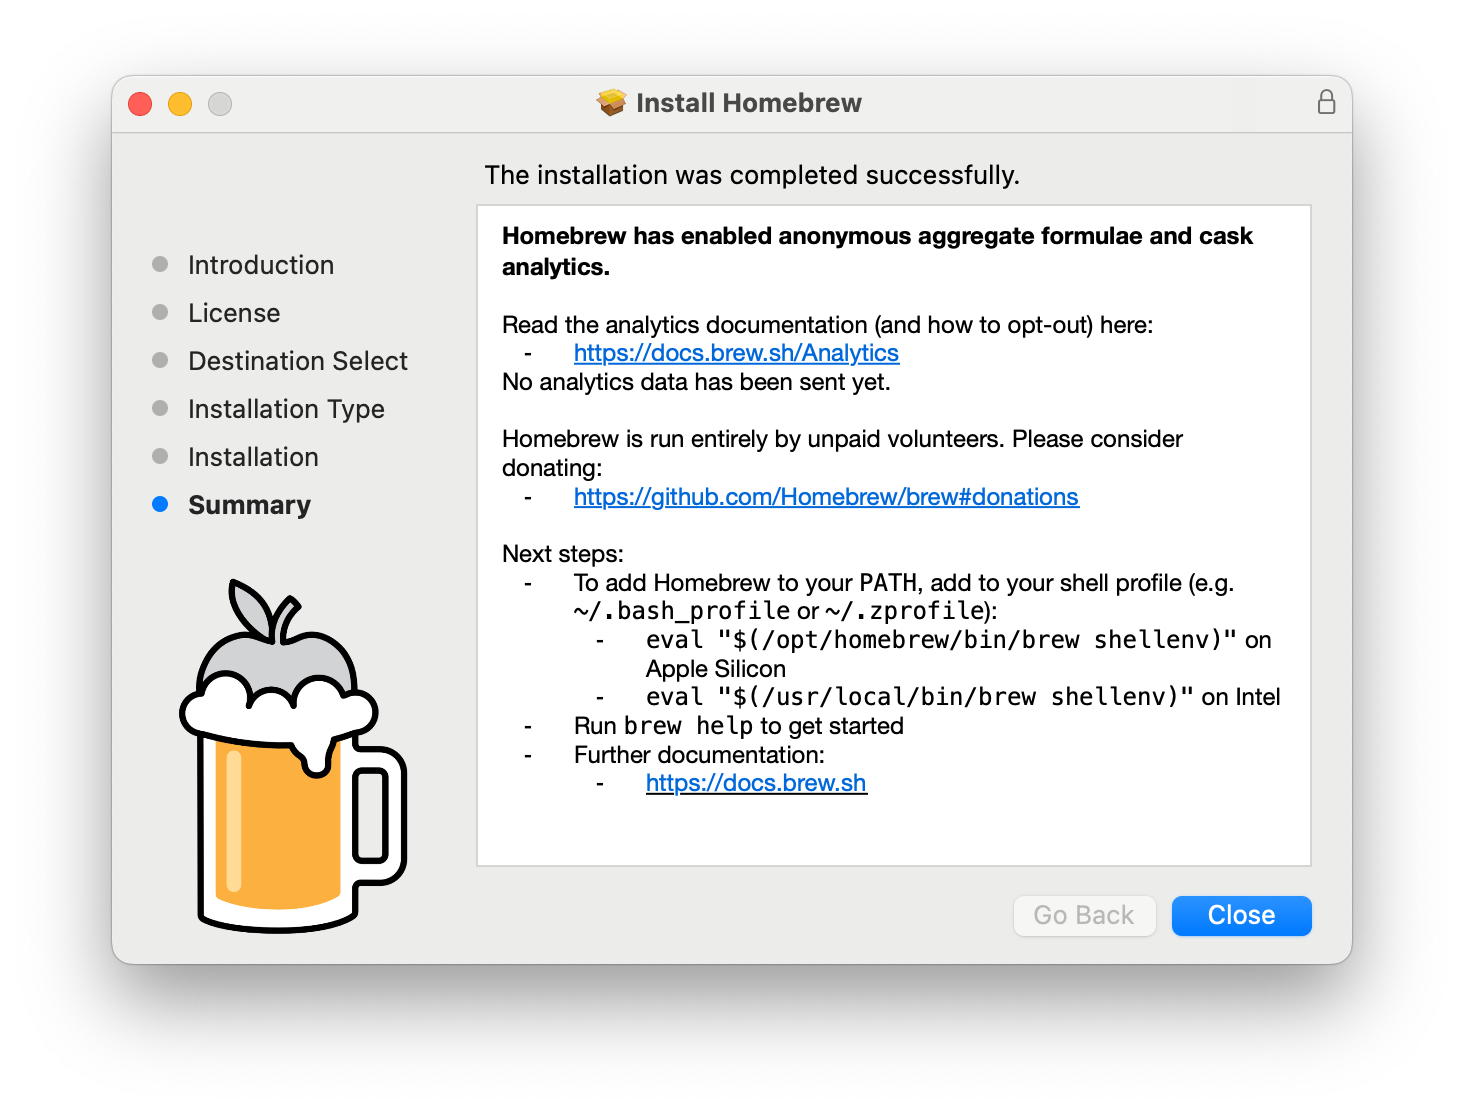 Install Homebrew
The installation was completed successfully.
Introduction
License
Destination Select
Installation Type
Installation
Summary
Homebrew has enabled anonymous aggregate formulae and cask
analytics.
Read the analytics documentation (and how to opt-out) here:
- https://docs.brew.sh/Analytics
No analytics data has been sent yet.
Homebrew is run entirely by unpaid volunteers. Please consider
donating:
- https://github.com/Homebrew/brew#donations
Next steps:
- To add Homebrew to your PATH, add to your shell profile (e.g.
~/.bash_profile or ~/.zprofile):
- eval "$(/opt/homebrew/bin/brew shellenv)" on
Apple Silicon
- eval "$(/usr/local/bin/brew shellenv)" on Intel
- Run brew help to get started
- Further documentation:
- https://docs.brew.sh
Go Back
Close